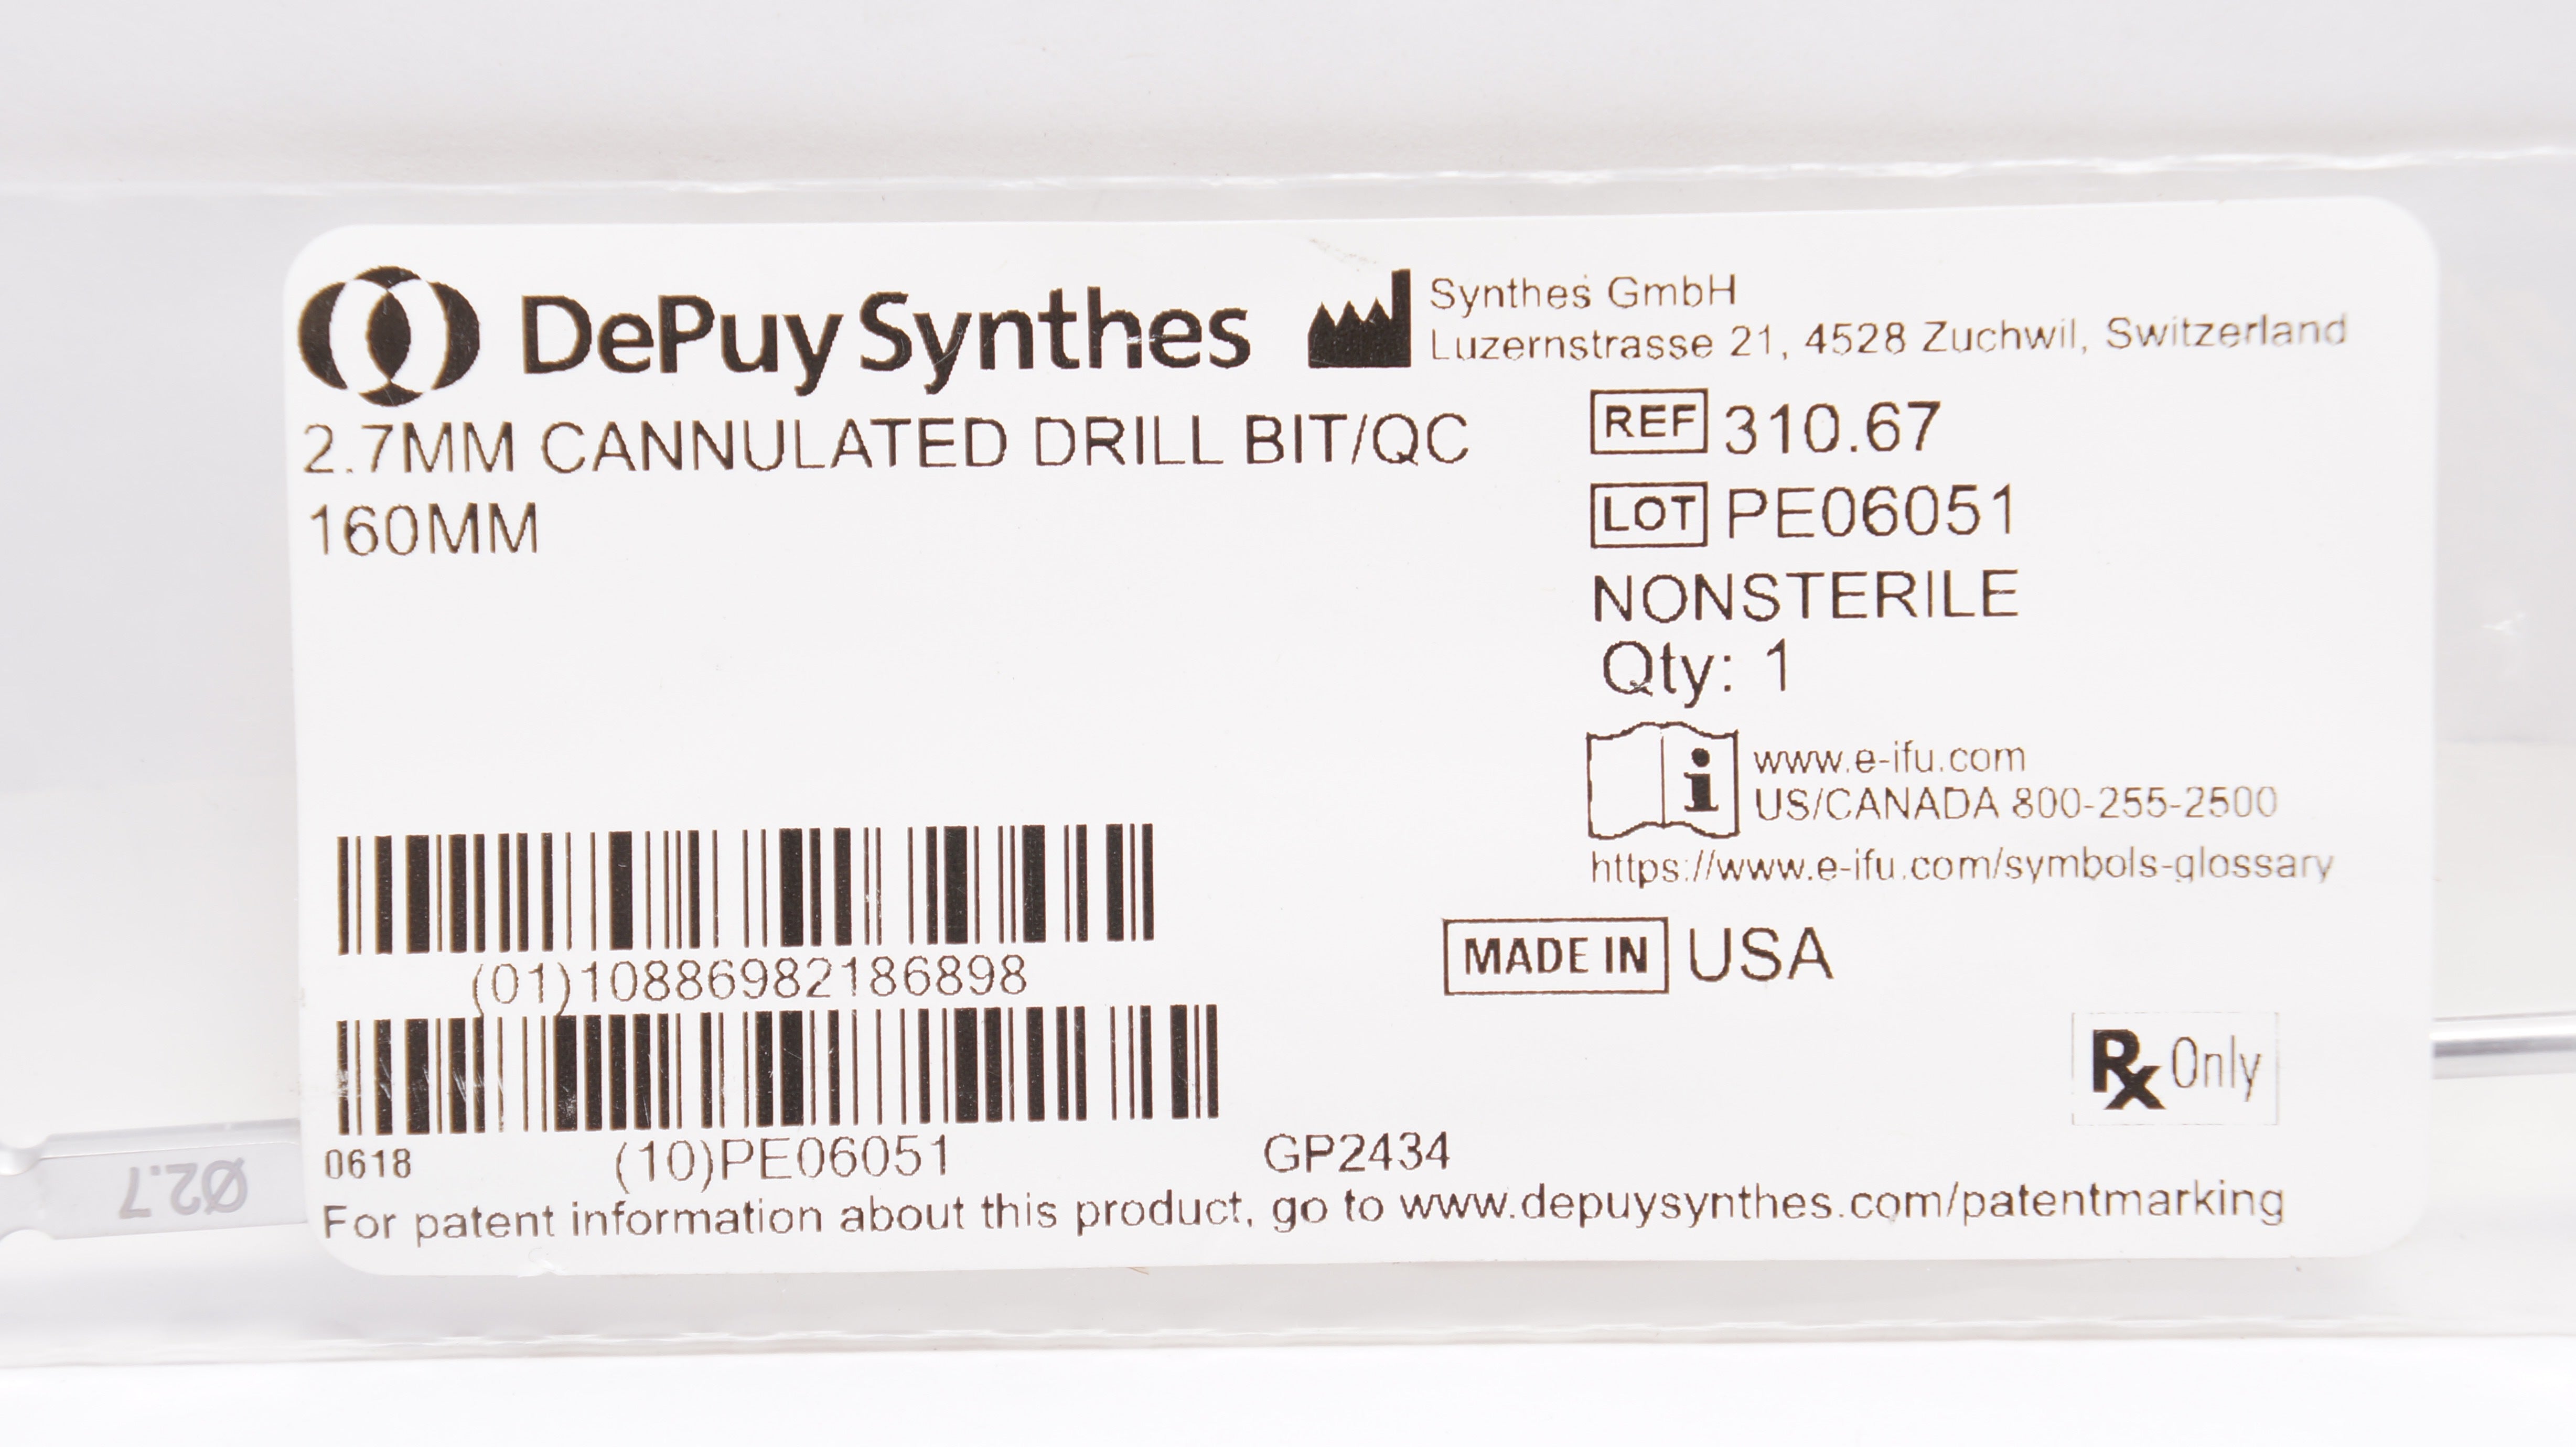 DePuy Synthes
Synthes GmbH
Luzernstrasse 21, 4528 Zuchwil, Switzerland
2.7MM CANNULATED DRILL BIT/QC
160MM
REF 310.67
LOT PE06051
NONSTERILE
Qty: 1
i www.e-ifu.com
US/CANADA 800-255-2500
https://www.e-ifu.com/symbols-glossary
(01)10886982186898
MADE IN USA
Rx Only
0618 (10)PE06051 GP2434
For patent information about this product, go to www.depuysynthes.com/patentmarking
Ø2.7